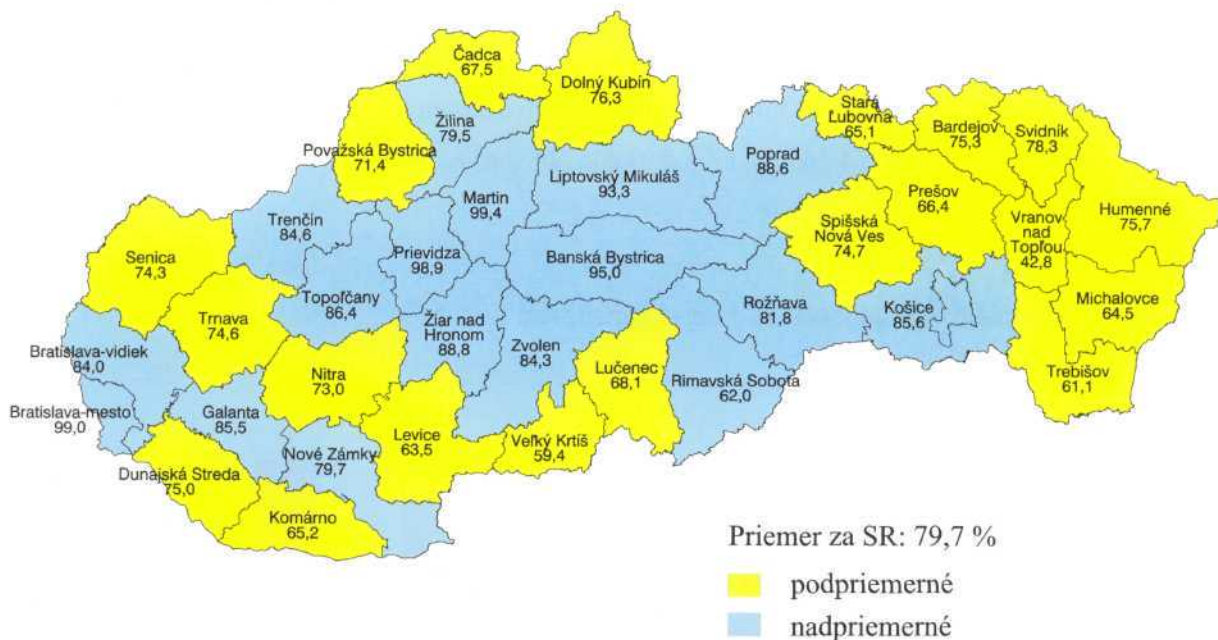 Čadca
67,5
Dolný Kubín
76,3
Žilina
79,5
Považská Bystrica
71,4
Stará
Ľubovňa
65,1
Bardejov
75,3
Svidník
78,3
Poprad
88,6
Liptovský Mikuláš
93,3
Martin
99,4
Trenčín
84,6
Prešov
66,4
Spišská
Nová Ves
74,7
Vranov
nad
Topľou
42,8
Humenné
75,7
Senica
74,3
Prievidza
98,9
Banská Bystrica
95,0
Topoľčany
86,4
Trnava
74,6
Žiar nad
Hronom
88,8
Zvolen
84,3
Rožňava
81,8
Košice
85,6
Michalovce
64,5
Bratislava-vidiek
84,0
Nitra
73,0
Lučenec
68,1
Rimavská Sobota
62,0
Trebišov
61,1
Bratislava-mesto
99,0
Galanta
85,5
Levice
63,5
Veľký Krtíš
59,4
Nové Zámky
79,7
Dunajská Streda
75,0
Komárno
65,2
Priemer za SR: 79,7 %
podpriemerné
nadpriemerné